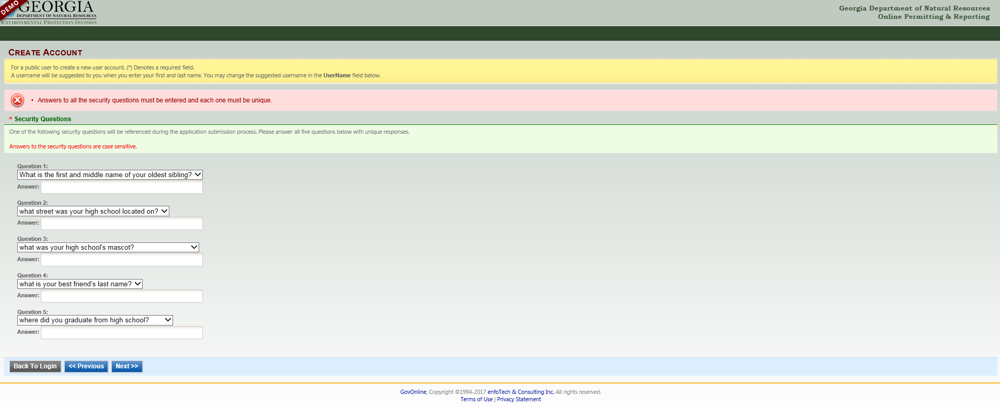 DEMO
GEORGIA
DEPARTMENT OF NATURAL RESOURCES
ENVIRONMENTAL PROTECTION DIVISION
Georgia Department of Natural Resources
Online Permitting & Reporting
CREATE ACCOUNT
For a public user to create a new user account. (*) Denotes a required field.
A username will be suggested to you when you enter your first and last name. You may change the suggested username in the UserName field below.
• Answers to all the security questions must be entered and each one must be unique.
* Security Questions
One of the following security questions will be referenced during the application submission process. Please answer all five questions below with unique responses.
Answers to the security questions are case sensitive.
Question 1:
What is the first and middle name of your oldest sibling?
Answer:
Question 2:
what street was your high school located on?
Answer:
Question 3:
what was your high school's mascot?
Answer:
Question 4:
what is your best friend's last name?
Answer:
Question 5:
where did you graduate from high school?
Answer:
Back To Login << Previous Next >>
GovOnline, Copyright ©1994-2017 enfoTech & Consulting Inc. All rights reserved.
Terms of Use | Privacy Statement